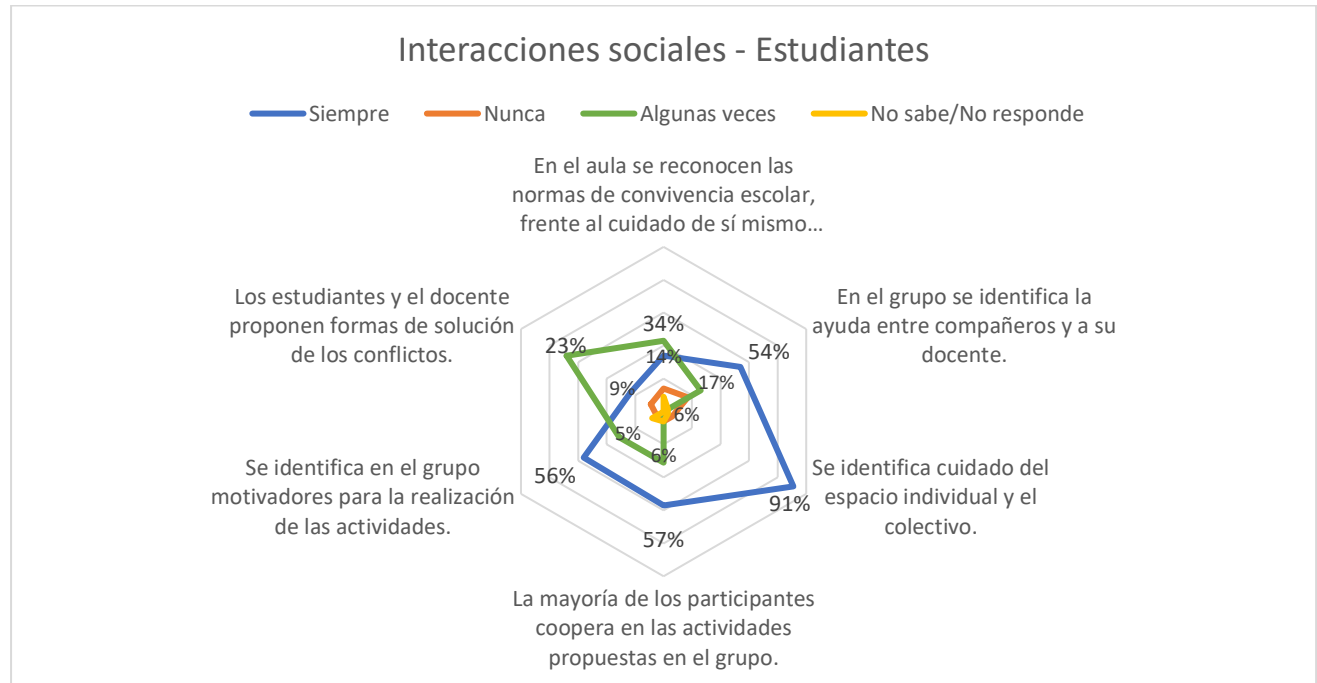 Interacciones sociales - Estudiantes
Siempre Nunca Algunas veces No sabe/No responde
En el aula se reconocen las
normas de convivencia escolar,
frente al cuidado de sí mismo...
Los estudiantes y el docente
proponen formas de solución
de los conflictos.
En el grupo se identifica la
ayuda entre compañeros y a su
docente.
34%
14%
23%
54%
9%
17%
6%
5%
6%
56%
91%
57%
Se identifica en el grupo
motivadores para la realización
de las actividades.
Se identifica cuidado del
espacio individual y el
colectivo.
La mayoría de los participantes
coopera en las actividades
propuestas en el grupo.